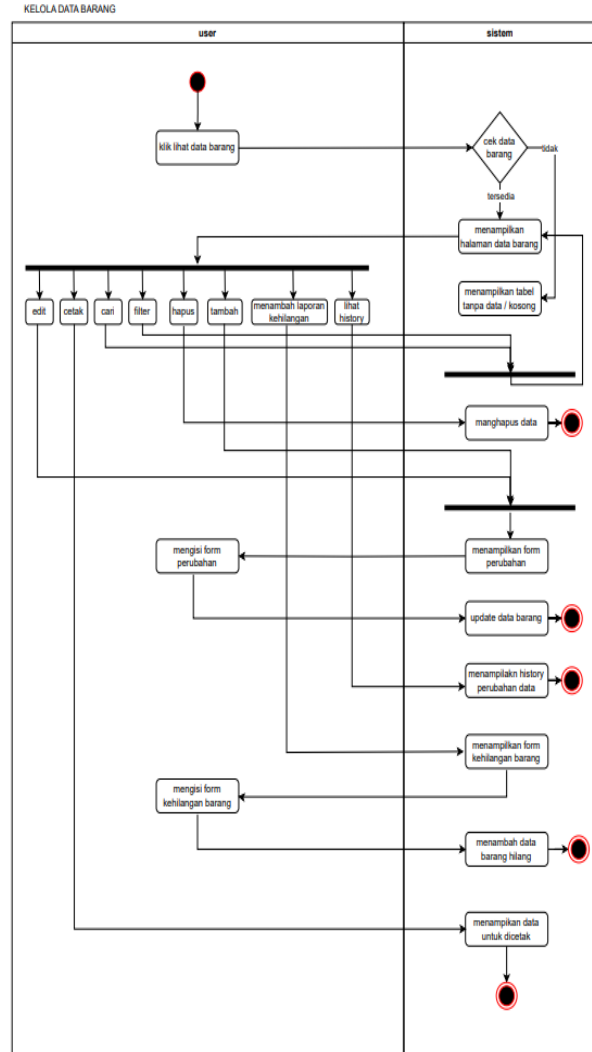 KELOLA DATA BARANG
user
sistem
klik lihat data barang
cek data
barang
tidak
tersedia
menampilkan
halaman data barang
menampilkan tabel
tanpa data / kosong
edit
cetak
cari
filter
hapus
tambah
menambah laporan
kehilangan
lihat
history
manghapus data
mengisi form
perubahan
menampilkan form
perubahan
update data barang
menampilakn history
perubahan data
menampilkan form
kehilangan barang
mengisi form
kehilangan barang
menambah data
barang hilang
menampikan data
untuk dicetak